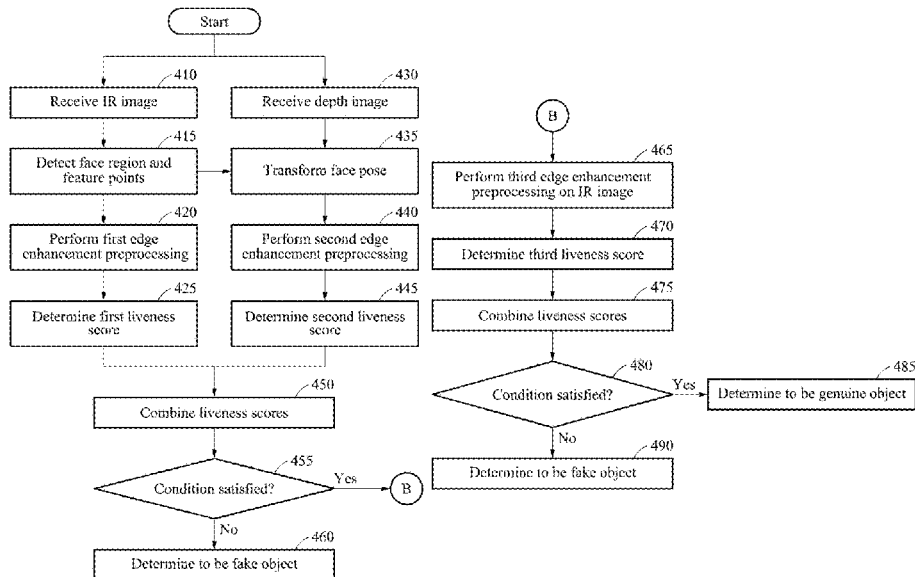 Start
410
Receive IR image
430
Receive depth image
415
Detect face region and
feature points
435
Transform face pose
420
Perform first edge
enhancement preprocessing
440
Perform second edge
enhancement preprocessing
425
Determine first liveness
score
445
Determine second liveness
score
450
Combine liveness scores
455
Condition satisfied?
Yes
B
No
460
Determine to be fake object
B
465
Perform third edge enhancement
preprocessing on IR image
470
Determine third liveness score
475
Combine liveness scores
480
Condition satisfied?
Yes
485
Determine to be genuine object
No
490
Determine to be fake object